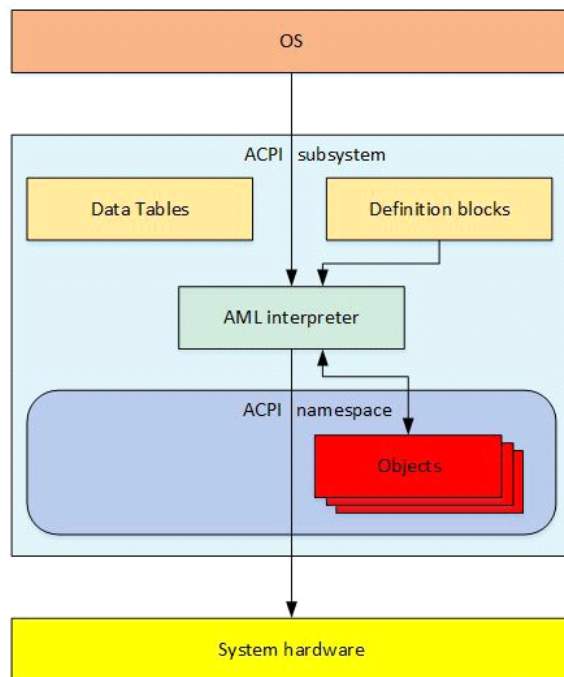 OS
ACPI subsystem
Data Tables
Definition blocks
AML interpreter
ACPI namespace
Objects
System hardware